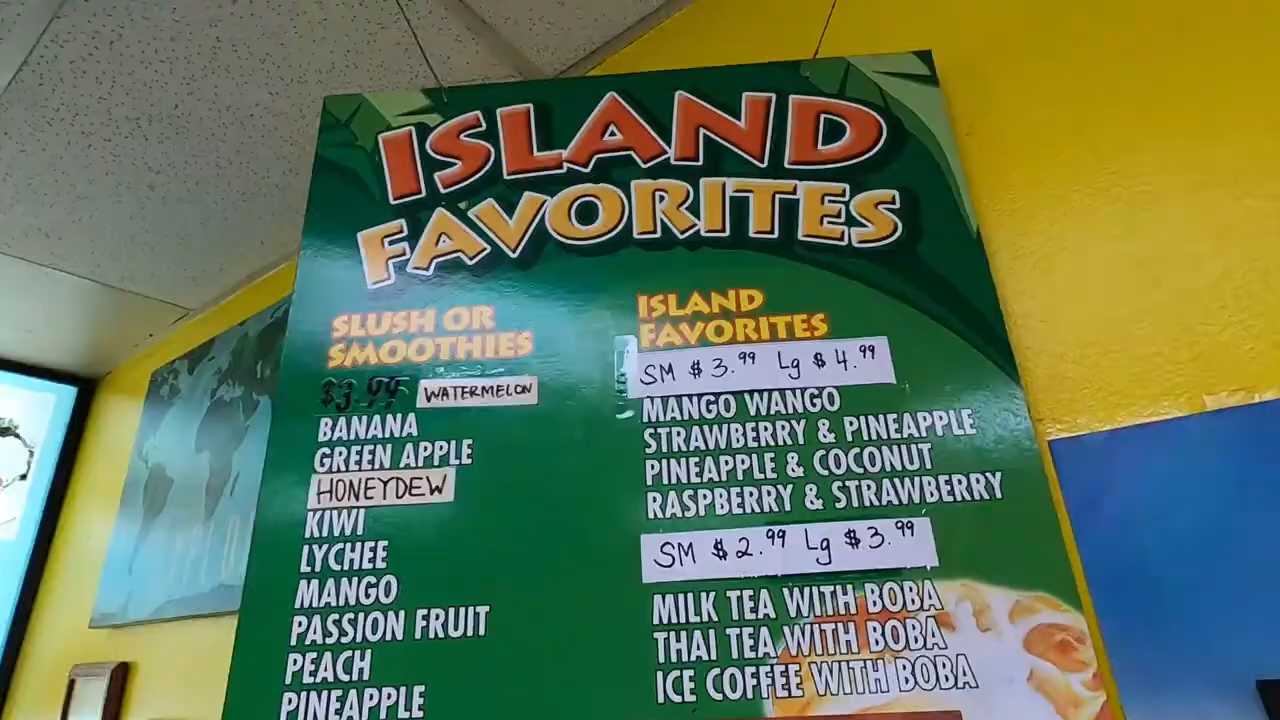 ISLAND
FAVORITES
SLUSH OR
SMOOTHIES
$3.99 WATERMELON
BANANA
GREEN APPLE
HONEYDEW
KIWI
LYCHEE
MANGO
PASSION FRUIT
PEACH
PINEAPPLE
ISLAND
FAVORITES
SM $3.99 Lg $4.99
MANGO WANGO
STRAWBERRY & PINEAPPLE
PINEAPPLE & COCONUT
RASPBERRY & STRAWBERRY
SM $2.99 Lg $3.99
MILK TEA WITH BOBA
THAI TEA WITH BOBA
ICE COFFEE WITH BOBA